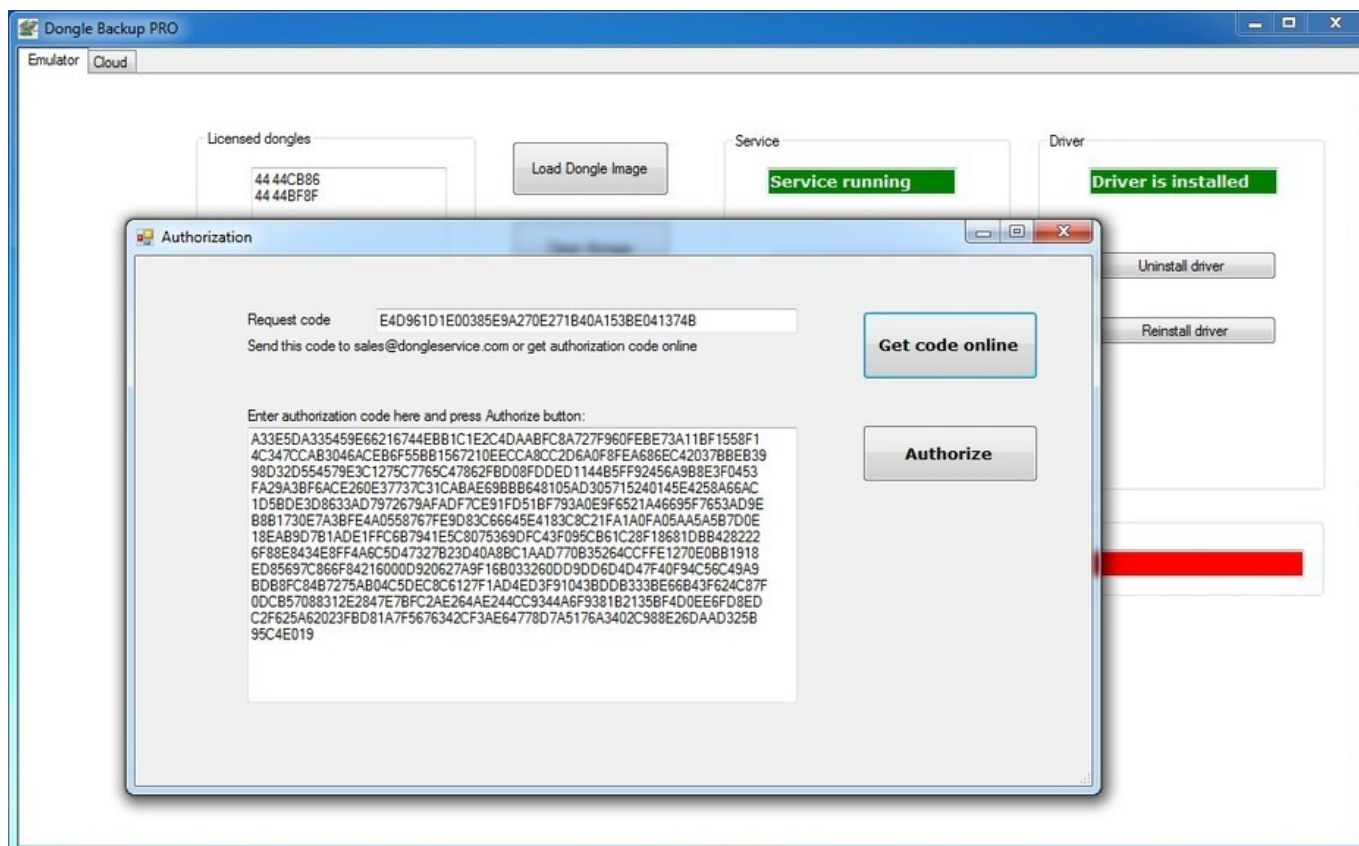 Dongle Backup PRO
Emulator Cloud
Licensed dongles
44 44CB86
44 44BF8F
Load Dongle Image
Service
Service running
Driver
Driver is installed
Uninstall driver
Reinstall driver
Authorization
Request code E4D961D1E00385E9A270E271B40A153BE041374B
Send this code to sales@dongleservice.com or get authorization code online
Get code online
Enter authorization code here and press Authorize button:
A33E5DA335459E66216744EBB1C1E2C4DAABFC8A727F960FEBE73A11BF1558F1
4C347CCAB3046ACEB6F55BB1567210EECCA8CC2D6A0F8FEA686EC42037BBEB39
98D32D554579E3C1275C7765C47862FBD08FDDED1144B5FF92456A9B8E3F0453
FA29A3BF6ACE260E37737C31CABAE69BBB648105AD305715240145E4258A66AC
1D5BDE3D8633AD7972679AFADF7CE91FD51BF793A0E9F6521A46695F7653AD9E
B8B1730E7A3BFE4A0558767FE9D83C66645E4183C8C21FA1A0FA05AA5A5B7D0E
18EAB9D7B1ADE1FFC6B7941E5C8075369DFC43F095CB61C28F18681DBB428222
6F88E8434E8FF4A6C5D47327B23D40A8BC1AAD770B35264CCFFE1270E0BB1918
ED85697C866F84216000D920627A9F16B033260DD9DD6D4D47F40F94C56C49A9
BDB8FC84B7275AB04C5DEC8C6127F1AD4ED3F91043BDDB333BE66B43F624C87F
0DCB57088312E2847E7BFC2AE264AE244CC9344A6F9381B2135BF4D0EE6FD8ED
C2F625A62023FBD81A7F5676342CF3AE64778D7A5176A3402C988E26DAAD325B
95C4E019
Authorize